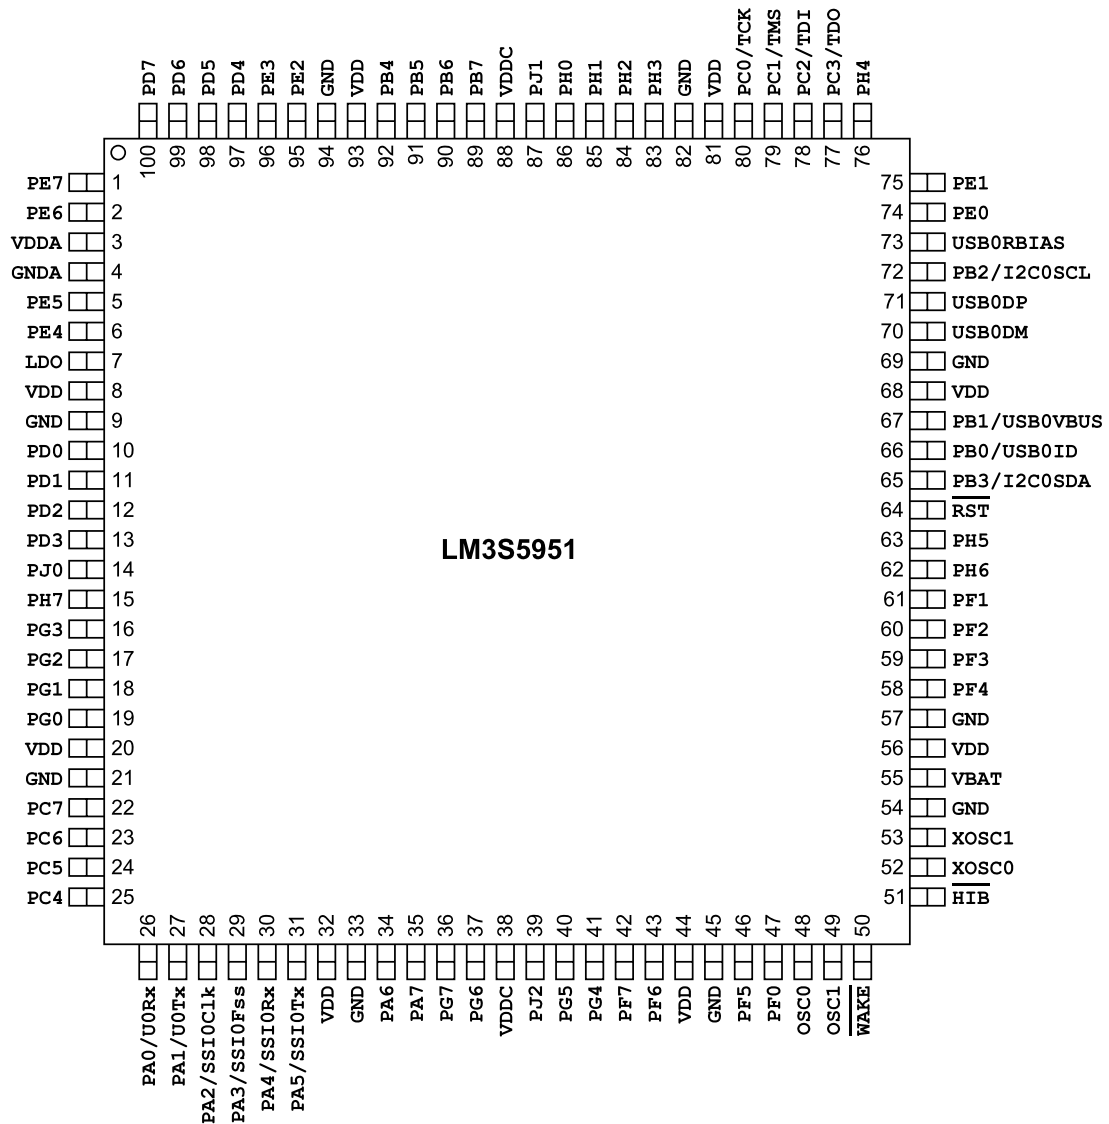 PD7 PD6 PD5 PD4 PE3 PE2 GND VDD PB4 PB5 PB6 PB7 VDDC PJ1 PH0 PH1 PH2 PH3 GND VDD PC0/TCK PC1/TMS PC2/TDI PC3/TDO PH4
100 99 98 97 96 95 94 93 92 91 90 89 88 87 86 85 84 83 82 81 80 79 78 77 76
PE7 1 75 PE1
PE6 2 74 PE0
VDDA 3 73 USB0RBIAS
GNDA 4 72 PB2/I2C0SCL
PE5 5 71 USB0DP
PE4 6 70 USB0DM
LDO 7 69 GND
VDD 8 68 VDD
GND 9 67 PB1/USB0VBUS
PD0 10 66 PB0/USB0ID
PD1 11 65 PB3/I2C0SDA
PD2 12 64 RST
PD3 13 63 PH5
LM3S5951
PJ0 14 62 PH6
PH7 15 61 PF1
PG3 16 60 PF2
PG2 17 59 PF3
PG1 18 58 PF4
PG0 19 57 GND
VDD 20 56 VDD
GND 21 55 VBAT
PC7 22 54 GND
PC6 23 53 XOSC1
PC5 24 52 XOSC0
PC4 25 51 HIB
26 27 28 29 30 31 32 33 34 35 36 37 38 39 40 41 42 43 44 45 46 47 48 49 50
PA0/U0Rx PA1/U0Tx PA2/SSI0Clk PA3/SSI0Fss PA4/SSI0Rx PA5/SSI0Tx VDD GND PA6 PA7 PG7 PG6 VDDC PJ2 PG5 PG4 PF7 PF6 VDD GND PF5 PF0 OSC0 OSC1 WAKE